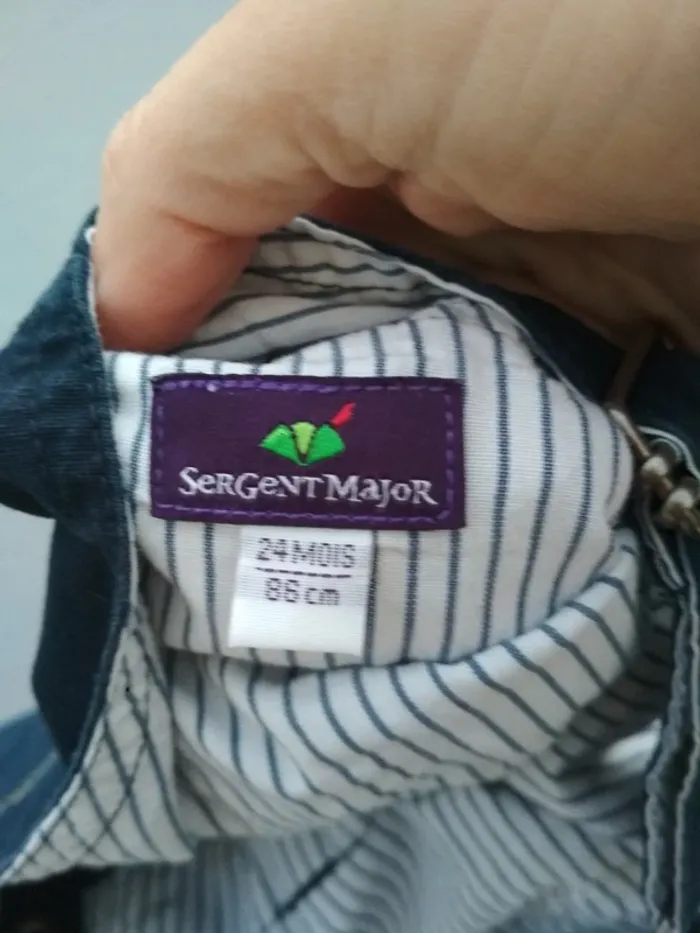 SERGENT MAJOR
24 MOIS
86 cm